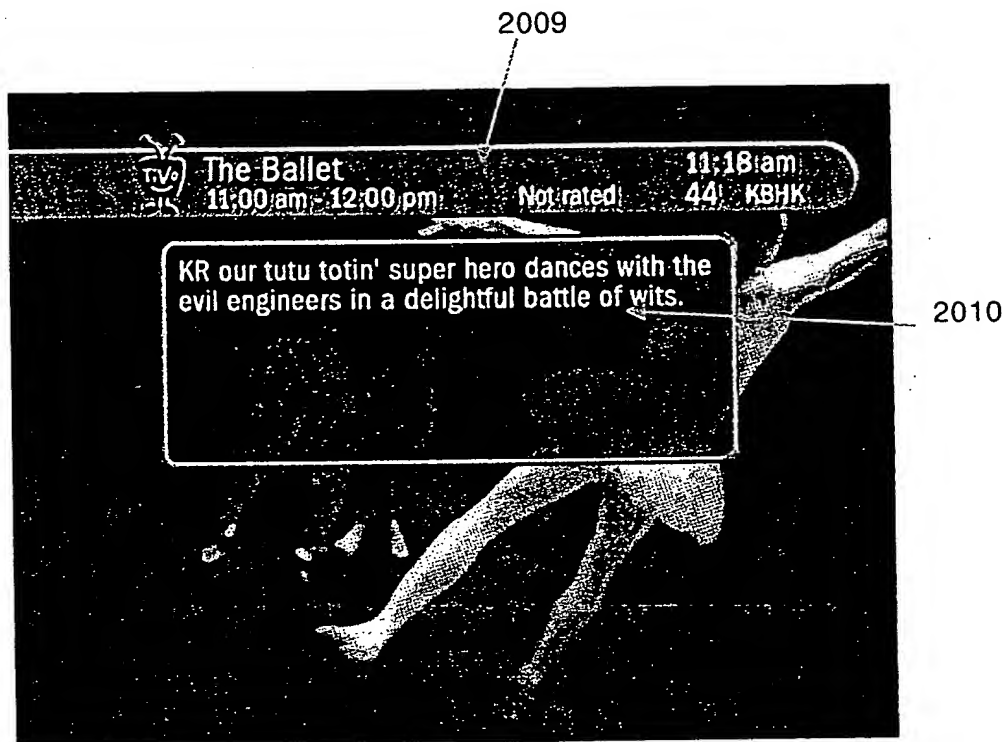 2009
TiVo
The Ballet
11:18 am
11:00 am - 12:00 pm
Not rated
44 KBHK
KR our tutu totin' super hero dances with the
evil engineers in a delightful battle of wits.
2010